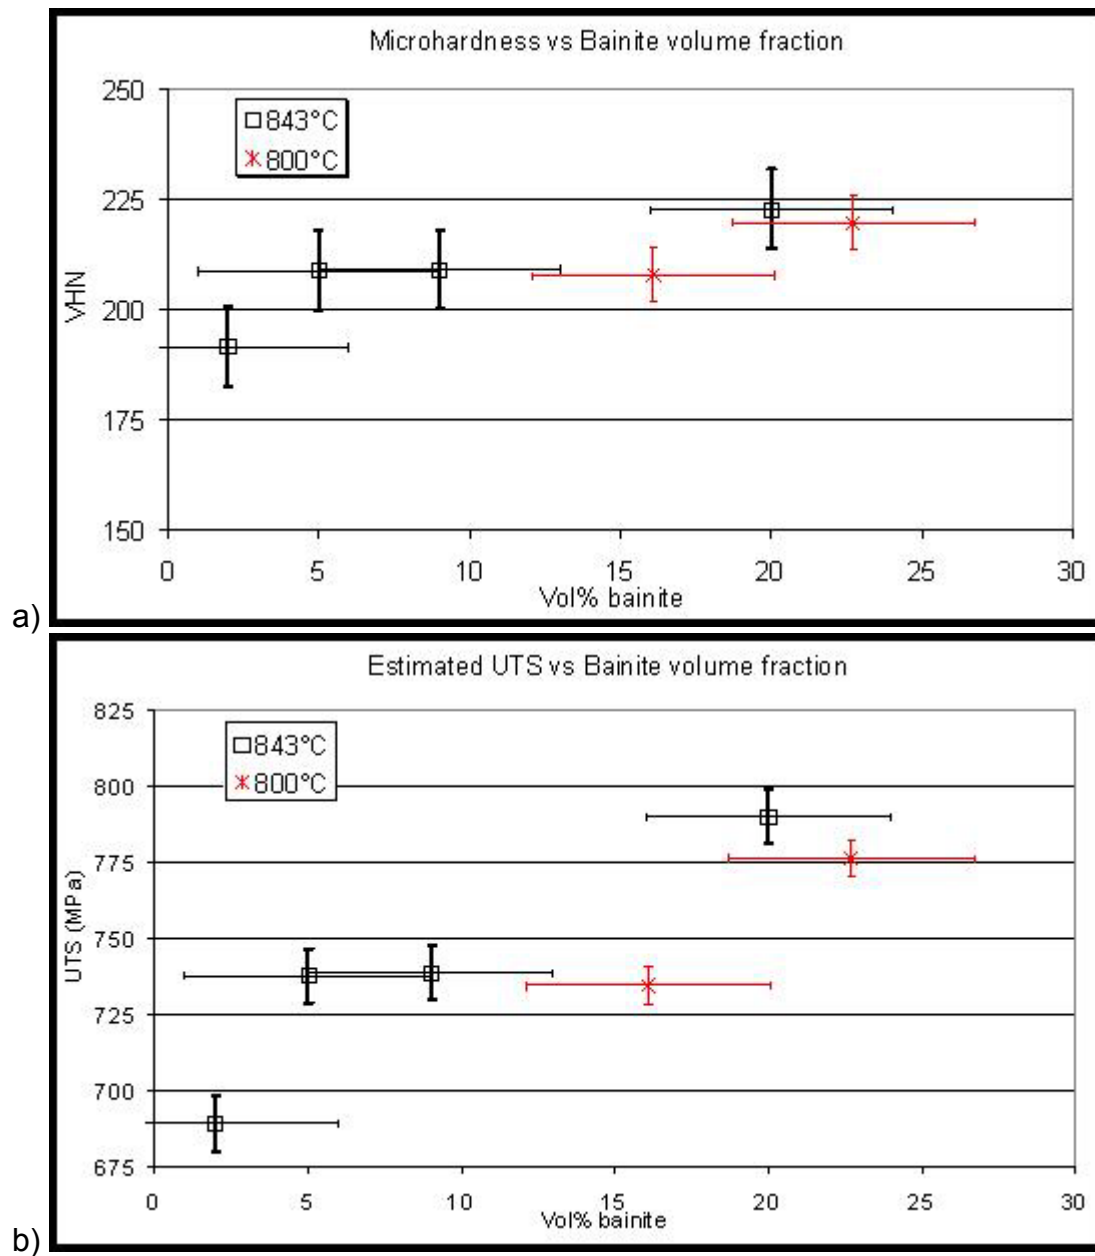 Microhardness vs Bainite volume fraction
250
225
200
175
150
VHN
843°C
800°C
0 5 10 15 20 25 30
Vol% bainite
a)
Estimated UTS vs Bainite volume fraction
825
800
775
750
725
700
675
UTS (MPa)
843°C
800°C
0 5 10 15 20 25 30
Vol% bainite
b)